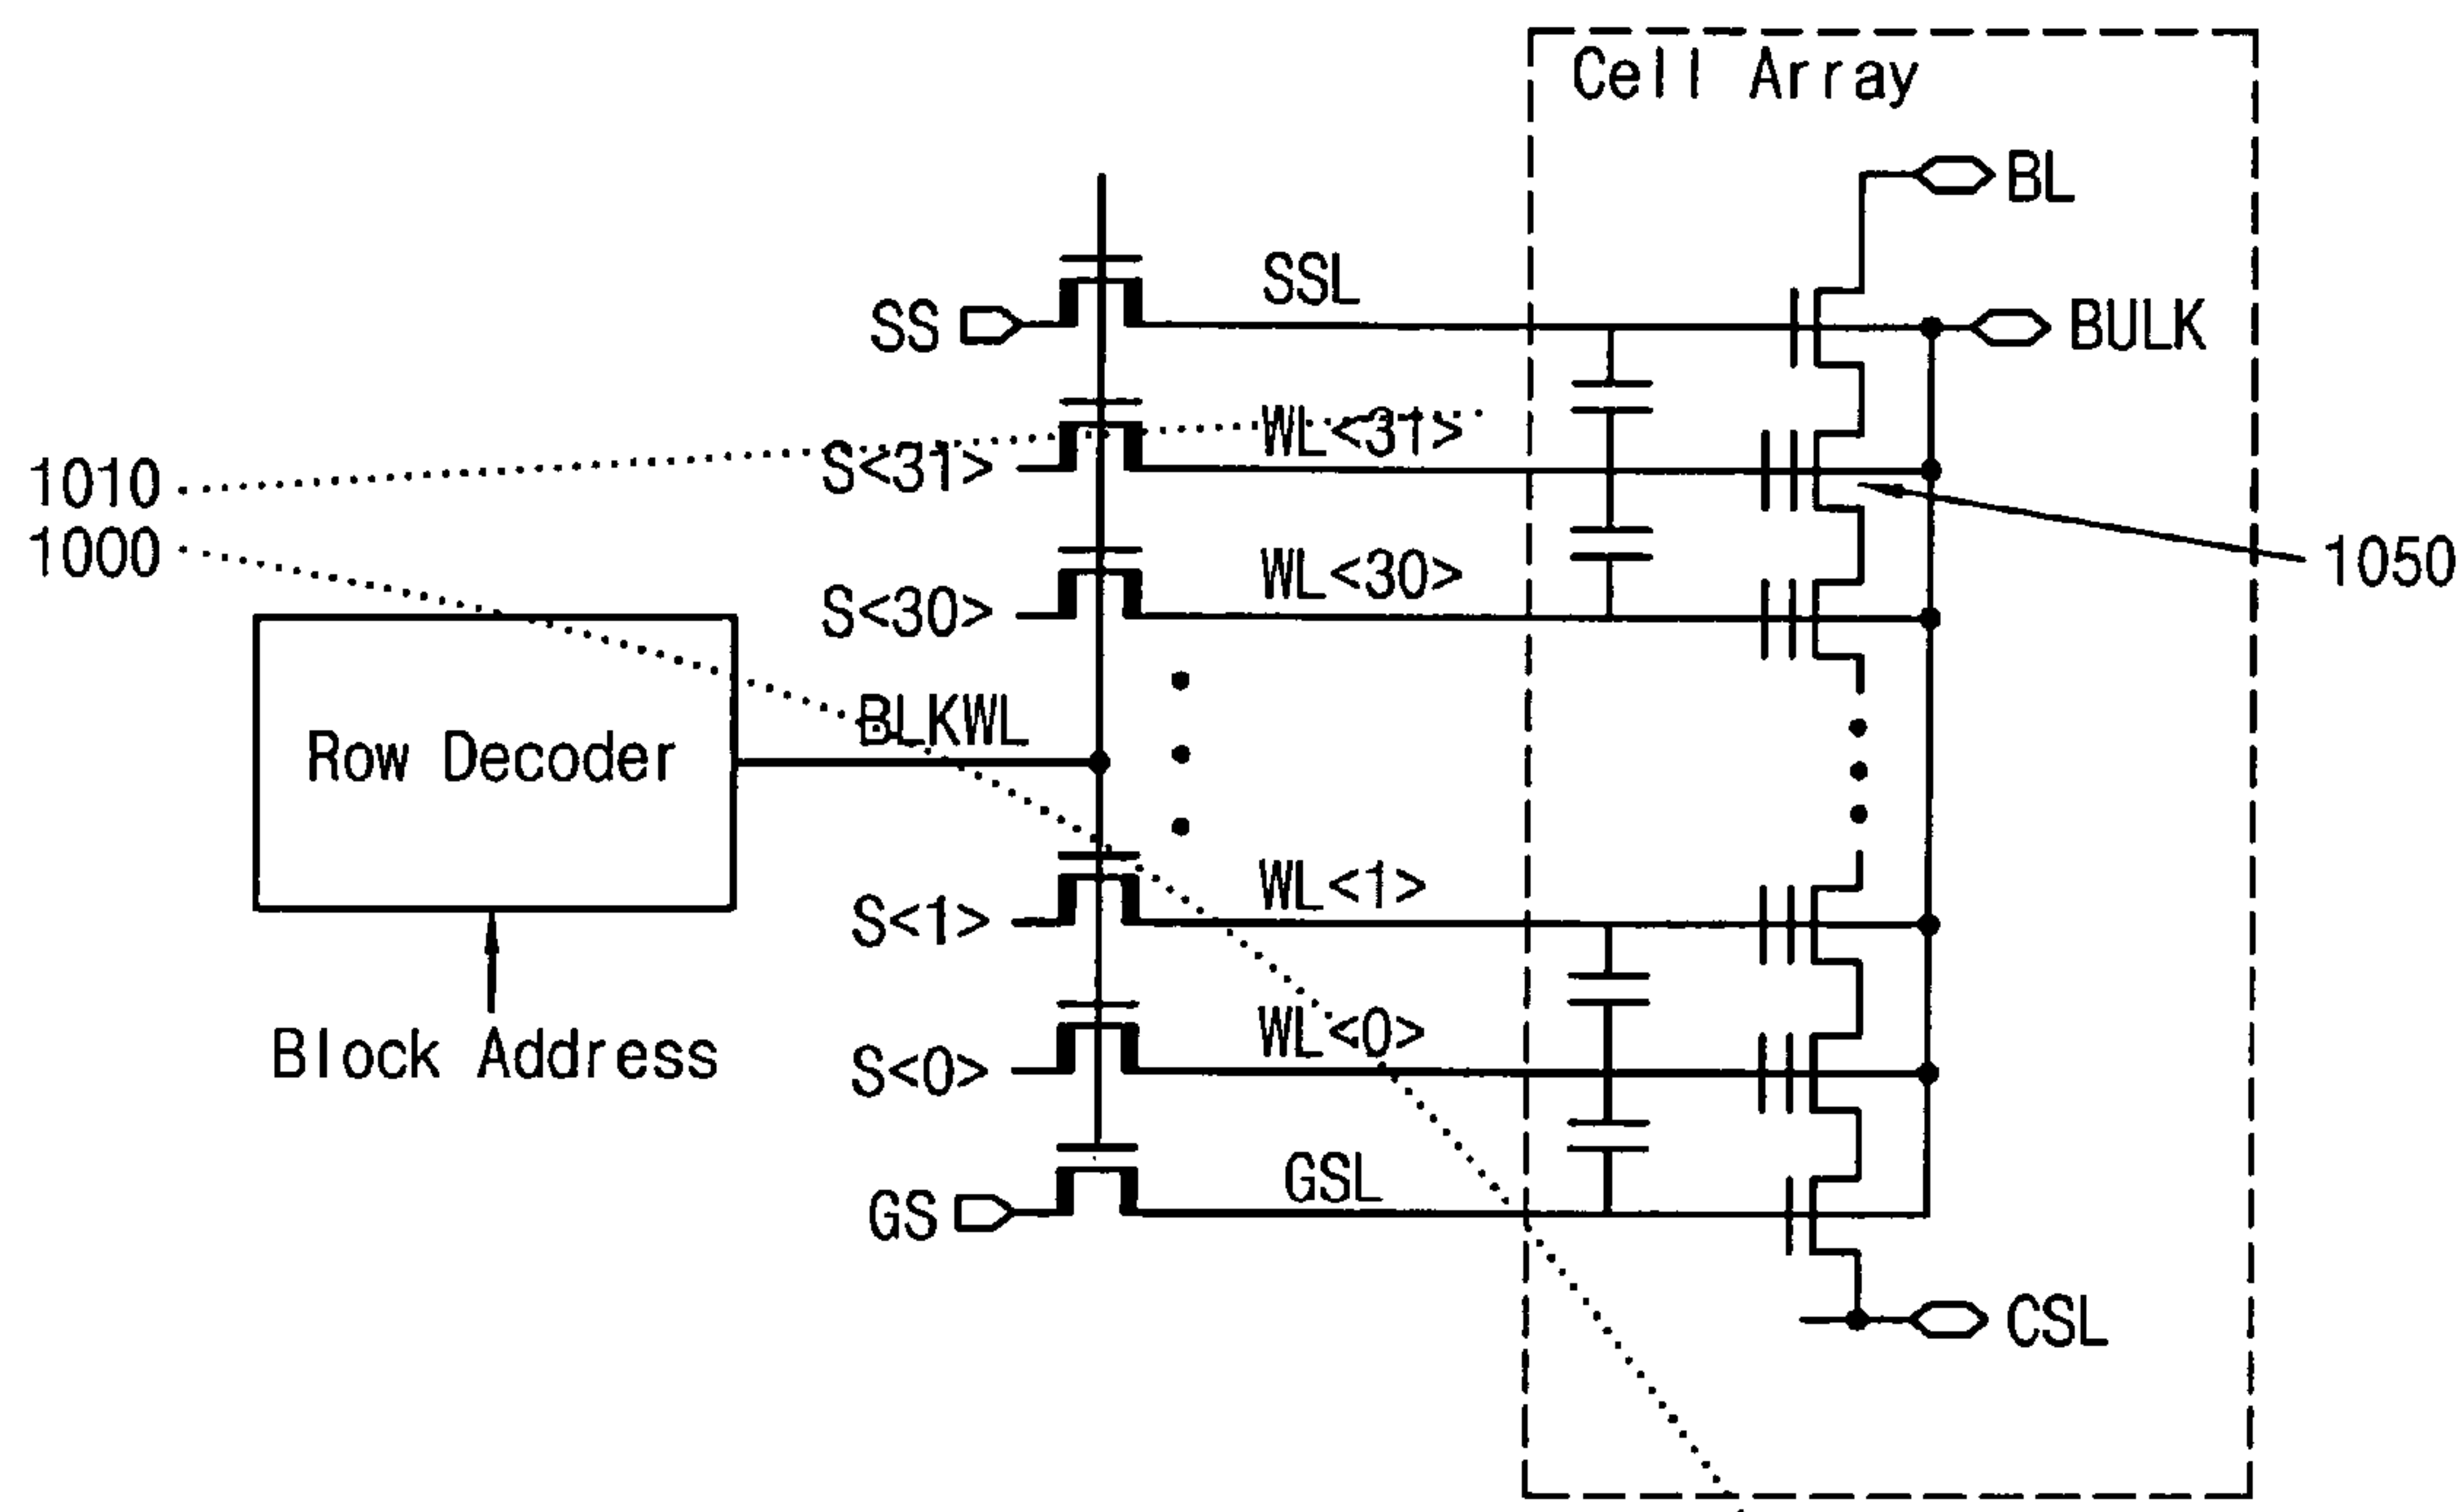 Cell Array
BL
SSL
SS
BULK
WL<31>
1010
S<31>
1000
WL<30>
1050
S<30>
BLKWL
Row Decoder
WL<1>
S<1>
WL<0>
Block Address
S<0>
GSL
GS
CSL